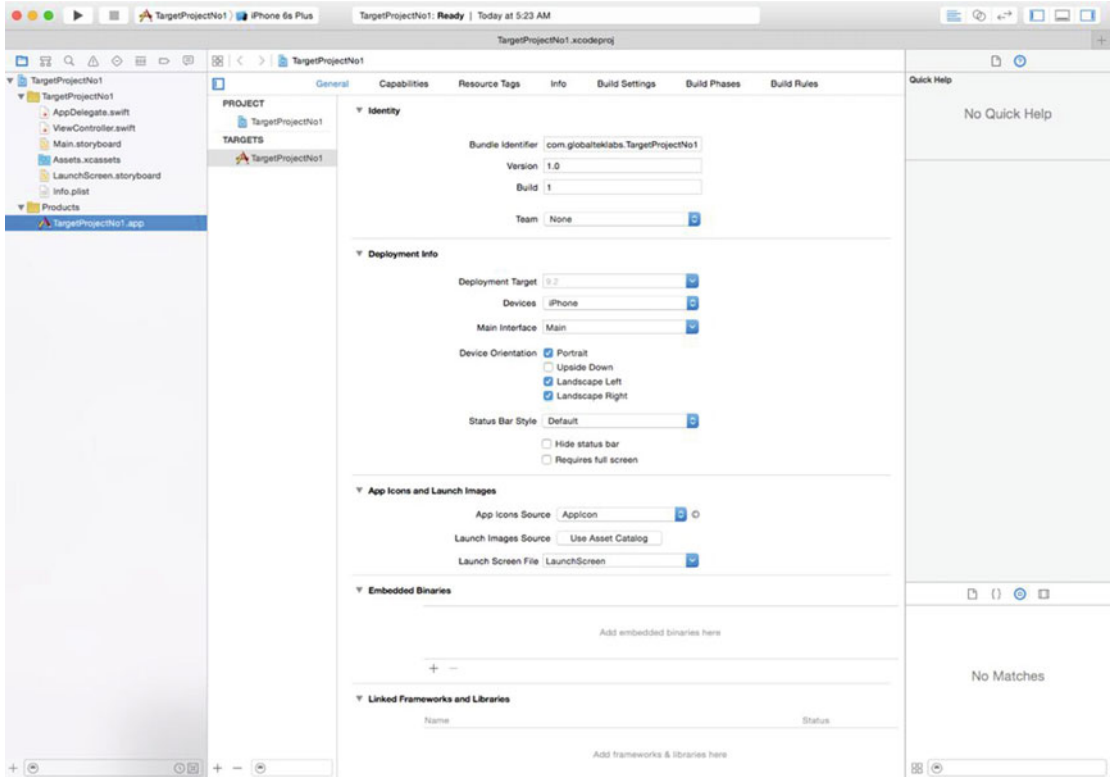 TargetProjectNo1 iPhone 6s Plus
TargetProjectNo1: Ready | Today at 5:23 AM
TargetProjectNo1.xcodeproj
TargetProjectNo1
TargetProjectNo1
TargetProjectNo1
AppDelegate.swift
ViewController.swift
Main.storyboard
Assets.xcassets
LaunchScreen.storyboard
Info.plist
Products
TargetProjectNo1.app
General Capabilities Resource Tags Info Build Settings Build Phases Build Rules
PROJECT
TargetProjectNo1
TARGETS
TargetProjectNo1
Identity
Bundle Identifier com.globalteklabs.TargetProjectNo1
Version 1.0
Build 1
Team None
Deployment Info
Deployment Target 9.2
Devices iPhone
Main Interface Main
Device Orientation Portrait
Upside Down
Landscape Left
Landscape Right
Status Bar Style Default
Hide status bar
Requires full screen
App Icons and Launch Images
App Icons Source AppIcon
Launch Images Source Use Asset Catalog
Launch Screen File LaunchScreen
Embedded Binaries
Add embedded binaries here
Linked Frameworks and Libraries
Name Status
Add frameworks & libraries here
Quick Help
No Quick Help
No Matches